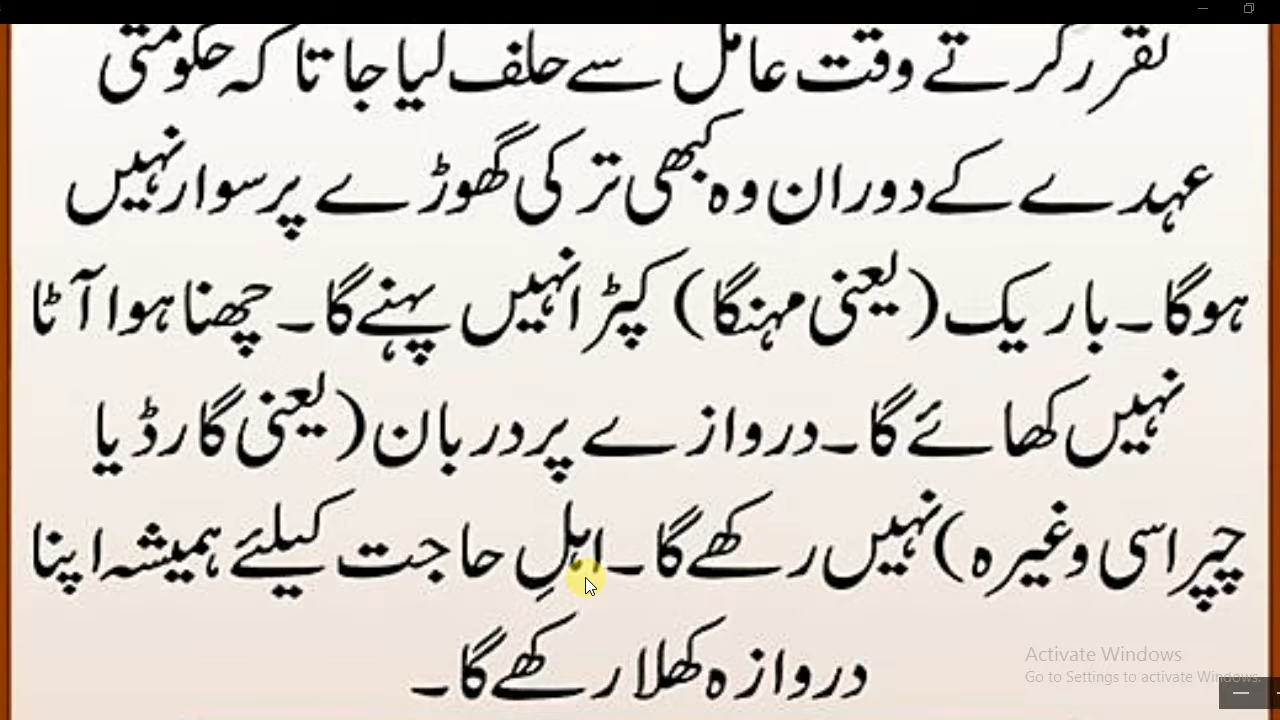 تقرر کرتے وقت عامل سے حلف لیا جاتا کہ حکومتی
عہدے کے دوران وہ کبھی ترکی گھوڑے پر سوار نہیں
ہوگا۔ باریک (یعنی مہنگا) کپڑا نہیں پہنے گا۔ چھنا ہوا آٹا
نہیں کھائے گا۔ دروازے پر دربان (یعنی گارڈ یا
چپراسی وغیرہ) نہیں رکھے گا۔ اہلِ حاجت کیلئے ہمیشہ اپنا
دروازہ کھلا رکھے گا۔
Activate Windows
Go to Settings to activate Windows.